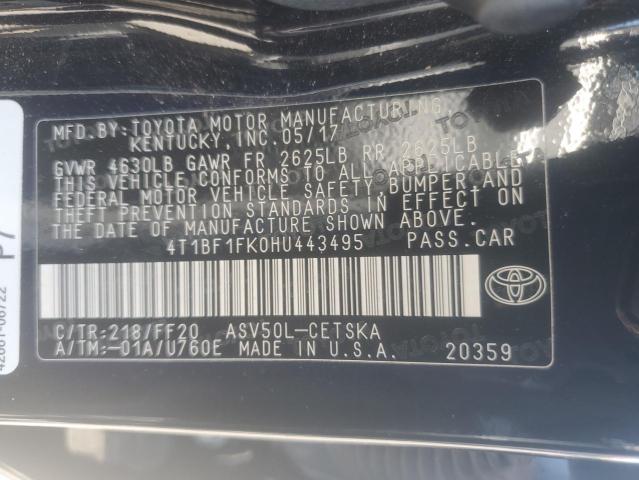 MFD. BY: TOYOTA MOTOR MANUFACTURING
KENTUCKY, INC. 05/17
GVWR 4630LB GAWR FR 2625LB RR 2625LB
THIS VEHICLE CONFORMS TO ALL APPLICABLE
FEDERAL MOTOR VEHICLE SAFETY, BUMPER, AND
THEFT PREVENTION STANDARDS IN EFFECT ON
THE DATE OF MANUFACTURE SHOWN ABOVE.
4T1BF1FK0HU443495 PASS.CAR
C/TR:218/FF20 ASV50L-CETSKA
A/TM:-01A/U760E MADE IN U.S.A. 20359
P7